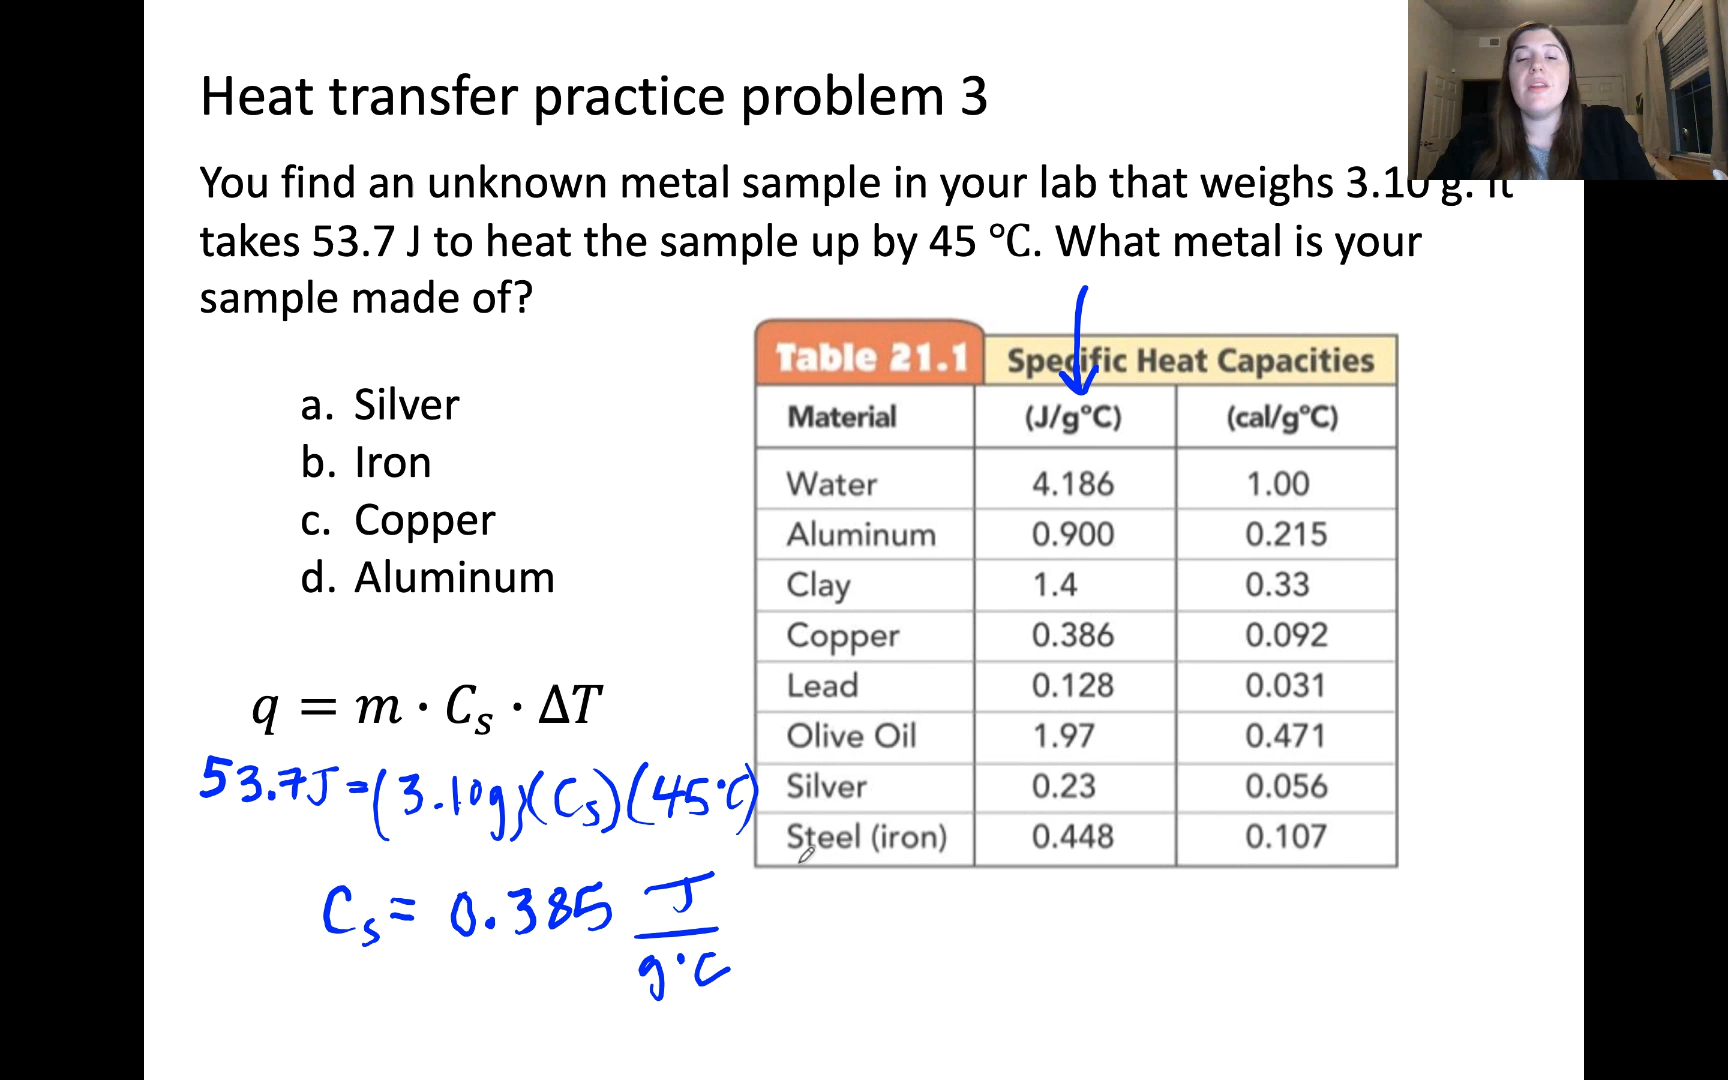 Heat transfer practice problem 3
You find an unknown metal sample in your lab that weighs 3.10 g. It
takes 53.7 J to heat the sample up by 45 °C. What metal is your
sample made of?
a. Silver
b. Iron
c. Copper
d. Aluminum
q = m · Cₛ · ΔT
53.7J=(3.10g)(Cₛ)(45°C)
Cₛ = 0.385 J/g°C
Table 21.1 Specific Heat Capacities
Material (J/g°C) (cal/g°C)
Water 4.186 1.00
Aluminum 0.900 0.215
Clay 1.4 0.33
Copper 0.386 0.092
Lead 0.128 0.031
Olive Oil 1.97 0.471
Silver 0.23 0.056
Steel (iron) 0.448 0.107